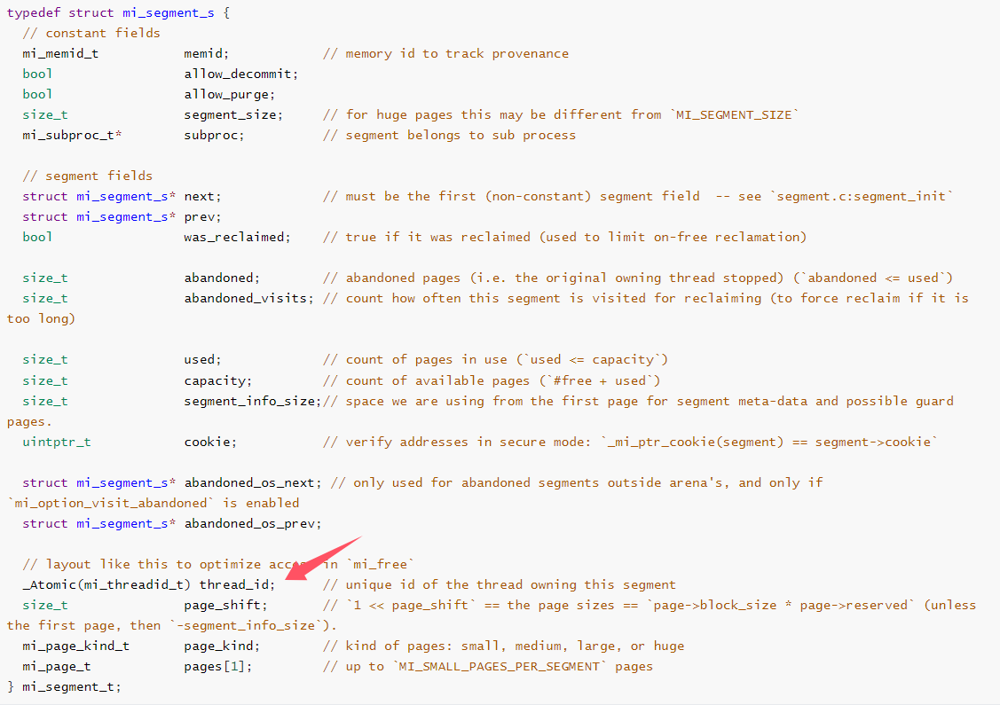 typedef struct mi_segment_s {
// constant fields
mi_memid_t memid; // memory id to track provenance
bool allow_decommit;
bool allow_purge;
size_t segment_size; // for huge pages this may be different from `MI_SEGMENT_SIZE`
mi_subproc_t* subproc; // segment belongs to sub process
// segment fields
struct mi_segment_s* next; // must be the first (non-constant) segment field -- see `segment.c:segment_init`
struct mi_segment_s* prev;
bool was_reclaimed; // true if it was reclaimed (used to limit on-free reclamation)
size_t abandoned; // abandoned pages (i.e. the original owning thread stopped) (`abandoned <= used`)
size_t abandoned_visits; // count how often this segment is visited for reclaiming (to force reclaim if it is
too long)
size_t used; // count of pages in use (`used <= capacity`)
size_t capacity; // count of available pages (`#free + used`)
size_t segment_info_size;// space we are using from the first page for segment meta-data and possible guard
pages.
uintptr_t cookie; // verify addresses in secure mode: `_mi_ptr_cookie(segment) == segment->cookie`
struct mi_segment_s* abandoned_os_next; // only used for abandoned segments outside arena's, and only if
`mi_option_visit_abandoned` is enabled
struct mi_segment_s* abandoned_os_prev;
// layout like this to optimize in `mi_free`
_Atomic(mi_threadid_t) thread_id; // unique id of the thread owning this segment
size_t page_shift; // `1 << page_shift` == the page sizes == `page->block_size * page->reserved` (unless
the first page, then `-segment_info_size`).
mi_page_kind_t page_kind; // kind of pages: small, medium, large, or huge
mi_page_t pages[1]; // up to `MI_SMALL_PAGES_PER_SEGMENT` pages
} mi_segment_t;